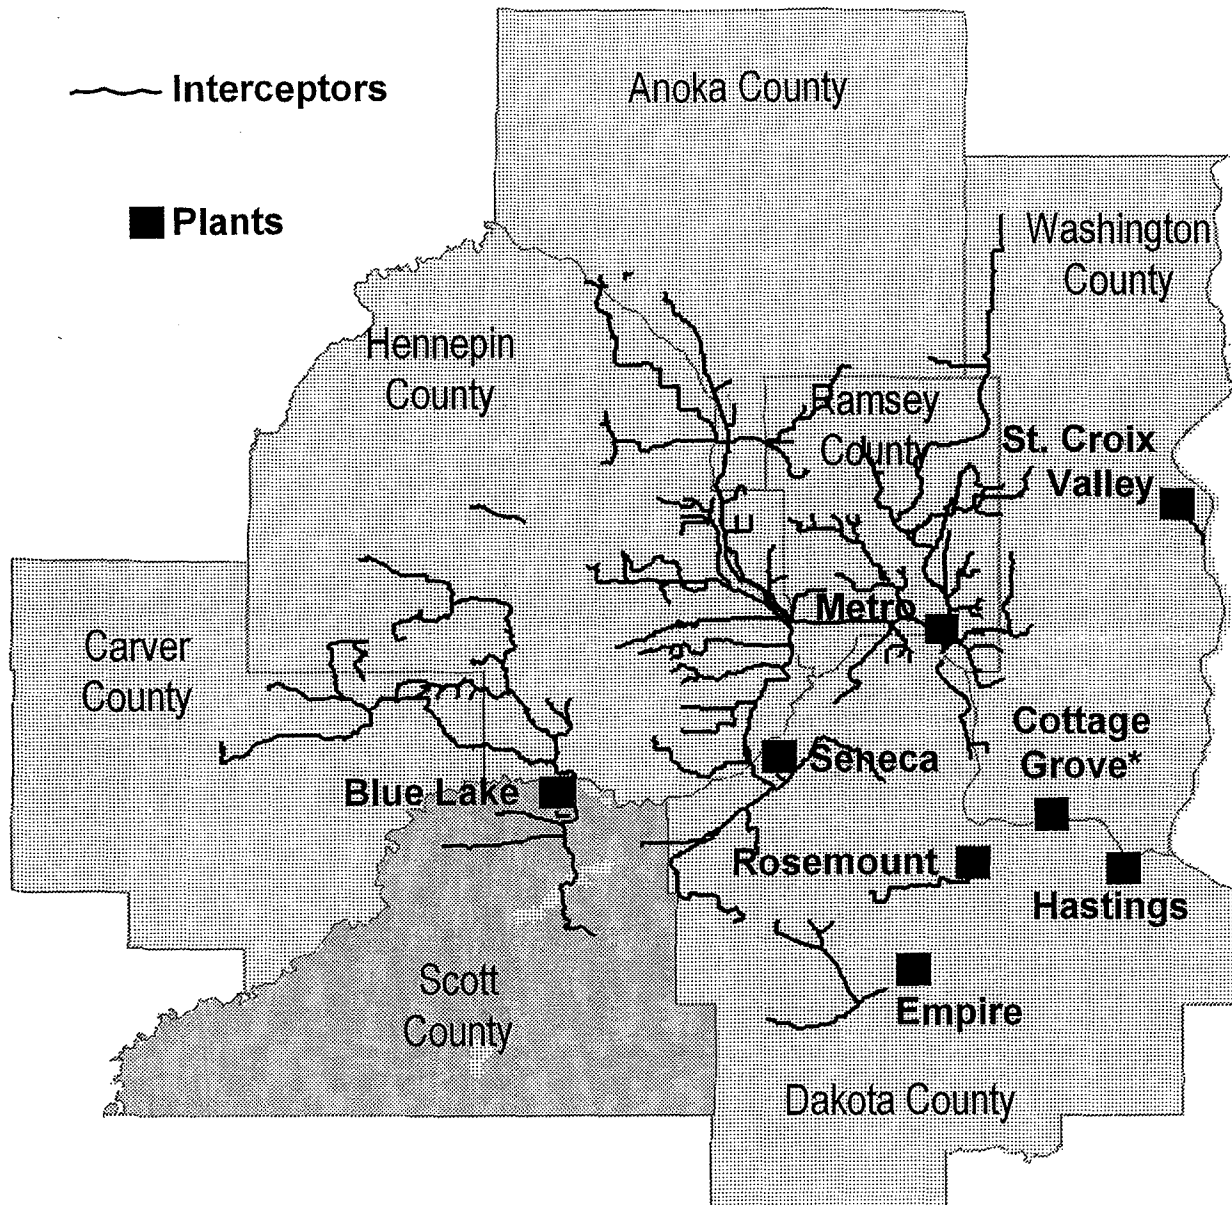 Interceptors
Plants
Anoka County
Washington
County
Hennepin
County
Ramsey
County
St. Croix
Valley
Metro
Carver
County
Cottage
Grove*
Seneca
Blue Lake
Rosemount
Hastings
Scott
County
Empire
Dakota County